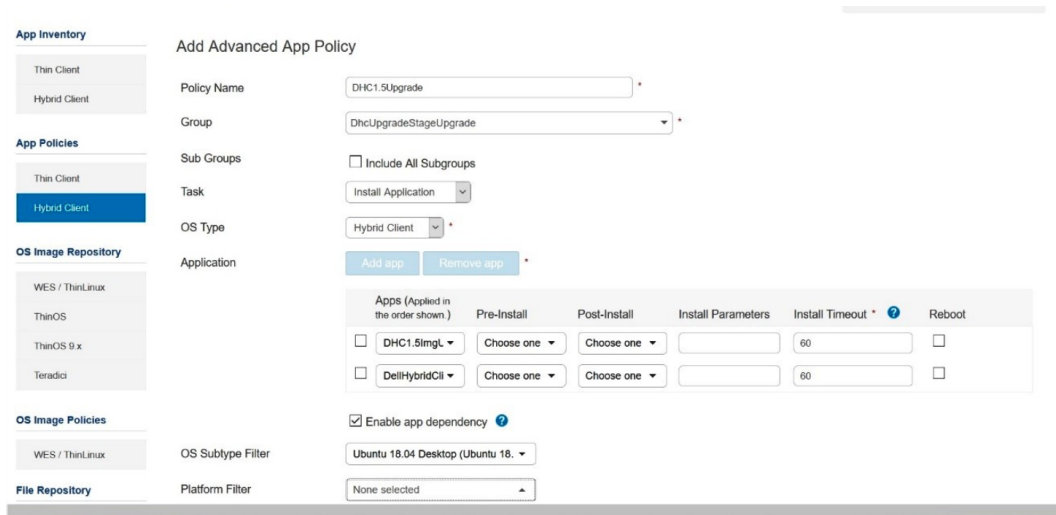 App Inventory
Thin Client
Hybrid Client
App Policies
Thin Client
Hybrid Client
OS Image Repository
WES / ThinLinux
ThinOS
ThinOS 9.x
Teradici
OS Image Policies
WES / ThinLinux
File Repository
Add Advanced App Policy
Policy Name DHC1.5Upgrade *
Group DhcUpgradeStageUpgrade *
Sub Groups Include All Subgroups
Task Install Application
OS Type Hybrid Client *
Application Add app Remove app *
Apps (Applied in
the order shown.) Pre-Install Post-Install Install Parameters Install Timeout * ? Reboot
DHC1.5ImgU Choose one Choose one 60
DellHybridCli Choose one Choose one 60
Enable app dependency ?
OS Subtype Filter Ubuntu 18.04 Desktop (Ubuntu 18.
Platform Filter None selected